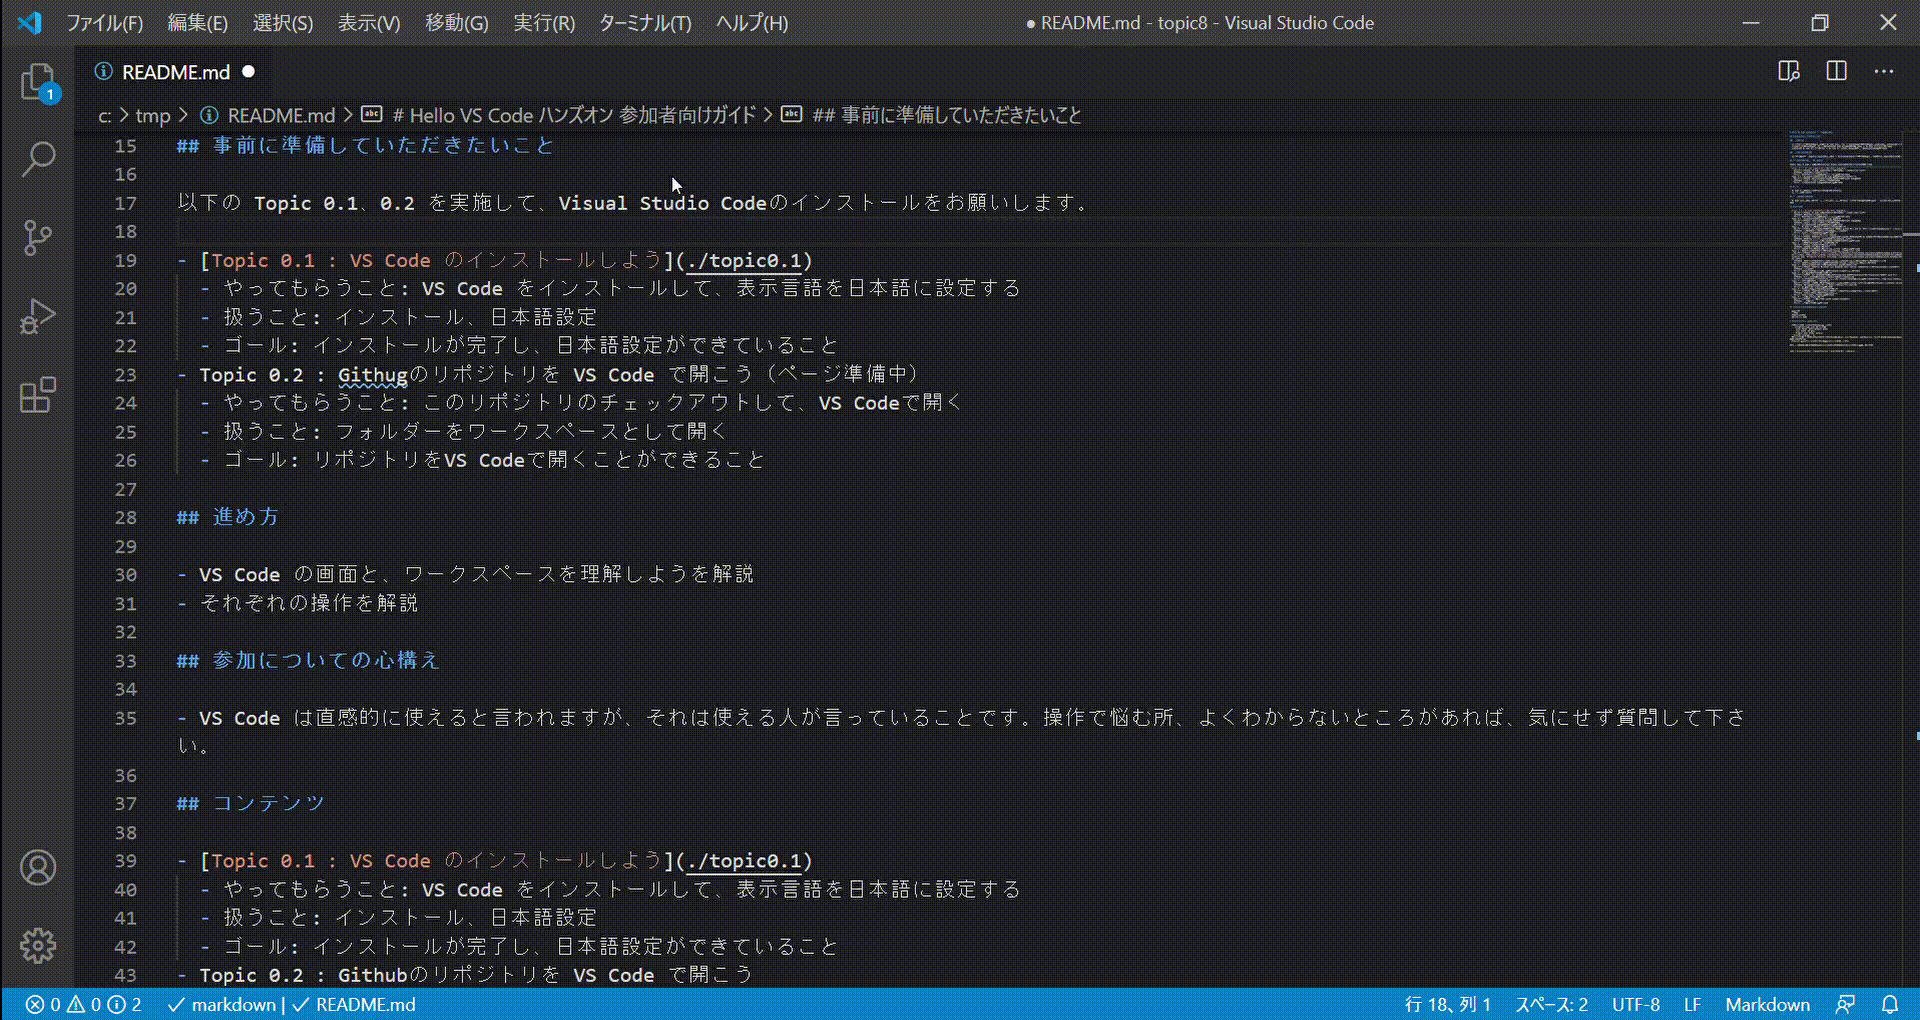 ファイル(F) 編集(E) 選択(S) 表示(V) 移動(G) 実行(R) ターミナル(T) ヘルプ(H) ● README.md - topic8 - Visual Studio Code
README.md ●
1
c: > tmp > README.md > # Hello VS Code ハンズオン 参加者向けガイド > ## 事前に準備していただきたいこと
15 ## 事前に準備していただきたいこと
16
17 以下の Topic 0.1、0.2 を実施して、Visual Studio Codeのインストールをお願いします。
18
19 - [Topic 0.1 : VS Code のインストールしよう](./topic0.1)
20 - やってもらうこと: VS Code をインストールして、表示言語を日本語に設定する
21 - 扱うこと: インストール、日本語設定
22 - ゴール: インストールが完了し、日本語設定ができていること
23 - Topic 0.2 : Githugのリポジトリを VS Code で開こう（ページ準備中）
24 - やってもらうこと: このリポジトリのチェックアウトして、VS Codeで開く
25 - 扱うこと: フォルダーをワークスペースとして開く
26 - ゴール: リポジトリをVS Codeで開くことができること
27
28 ## 進め方
29
30 - VS Code の画面と、ワークスペースを理解しようを解説
31 - それぞれの操作を解説
32
33 ## 参加についての心構え
34
35 - VS Code は直感的に使えると言われますが、それは使える人が言っていることです。操作で悩む所、よくわからないところがあれば、気にせず質問して下さ
い。
36
37 ## コンテンツ
38
39 - [Topic 0.1 : VS Code のインストールしよう](./topic0.1)
40 - やってもらうこと: VS Code をインストールして、表示言語を日本語に設定する
41 - 扱うこと: インストール、日本語設定
42 - ゴール: インストールが完了し、日本語設定ができていること
43 - Topic 0.2 : Githubのリポジトリを VS Code で開こう
0 0 2 ✓ markdown | ✓ README.md 行 18、列 1 スペース: 2 UTF-8 LF Markdown